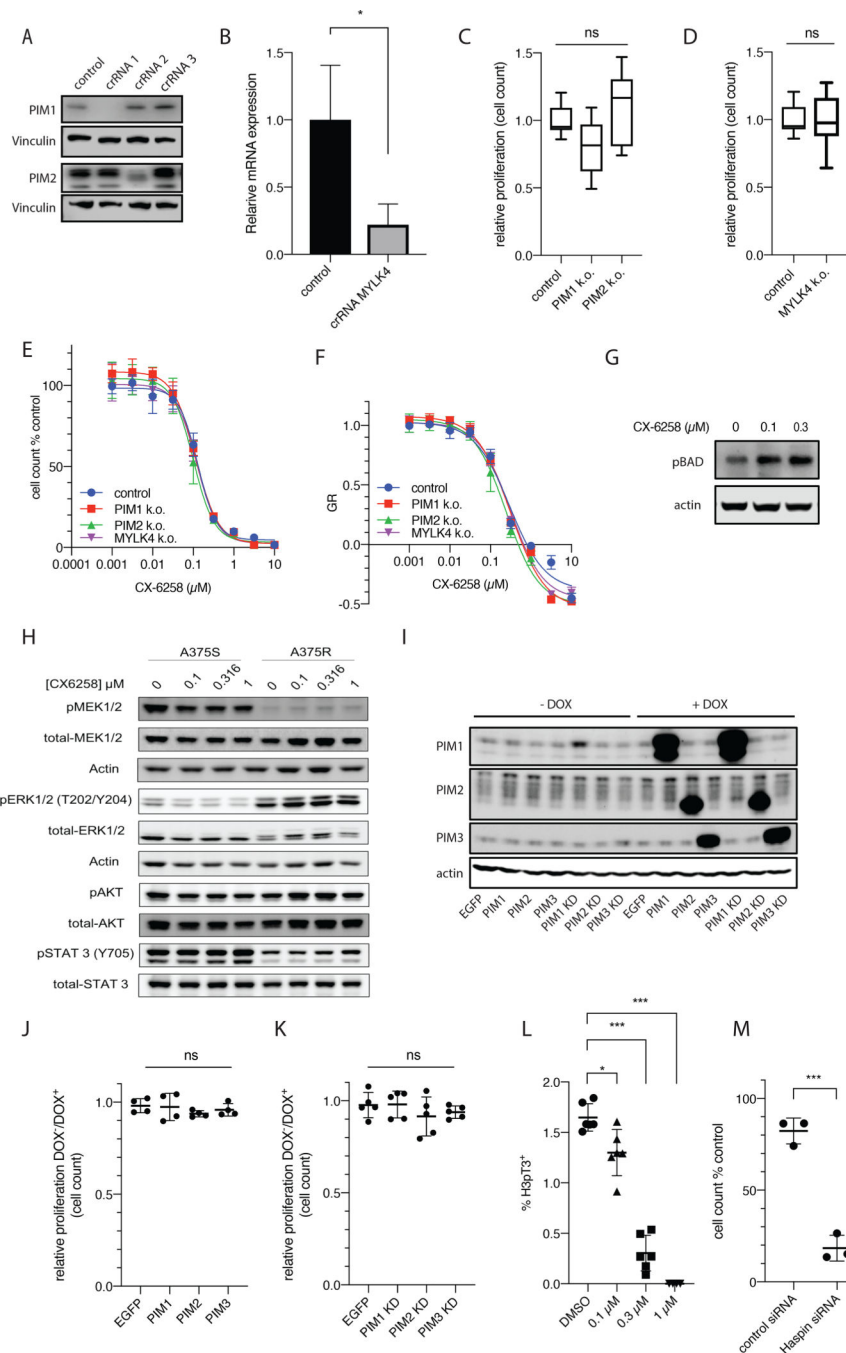 A
control
crRNA 1
crRNA 2
crRNA 3
PIM1
Vinculin
PIM2
Vinculin
B
*
Relarive mRNA expression
1.5
1.0
0.5
0.0
control
crRNA MYLK4
C
ns
relative proliferation (cell count)
1.5
1.0
0.5
0.0
control
PIM1 k.o.
PIM2 k.o.
D
ns
relative proliferation (cell count)
1.5
1.0
0.5
0.0
control
MYLK4 k.o.
E
cell count % control
100
50
0
control
PIM1 k.o.
PIM2 k.o.
MYLK4 k.o.
0.0001 0.001 0.01 0.1 1 10
CX-6258 (µM)
F
GR
1.0
0.5
0.0
-0.5
control
PIM1 k.o.
PIM2 k.o.
MYLK4 k.o.
0.001 0.01 0.1 1 10
CX-6258 (µM)
G
CX-6258 (µM) 0 0.1 0.3
pBAD
actin
H
A375S A375R
[CX6258] µM 0 0.1 0.316 1 0 0.1 0.316 1
pMEK1/2
total-MEK1/2
Actin
pERK1/2 (T202/Y204)
total-ERK1/2
Actin
pAKT
total-AKT
pSTAT 3 (Y705)
total-STAT 3
I
- DOX + DOX
PIM1
PIM2
PIM3
actin
EGFP PIM1 PIM2 PIM3 PIM1 KD PIM2 KD PIM3 KD EGFP PIM1 PIM2 PIM3 PIM1 KD PIM2 KD PIM3 KD
J
ns
relative proliferation DOX-/DOX+
(cell count)
1.0
0.5
0.0
EGFP
PIM1
PIM2
PIM3
K
ns
relative proliferation DOX-/DOX+
(cell count)
1.0
0.5
0.0
EGFP
PIM1 KD
PIM2 KD
PIM3 KD
L
***
***
*
% H3pT3+
2.0
1.5
1.0
0.5
0.0
DMSO
0.1 µM
0.3 µM
1 µM
M
***
cell count % control
100
50
0
control siRNA
Haspin siRNA